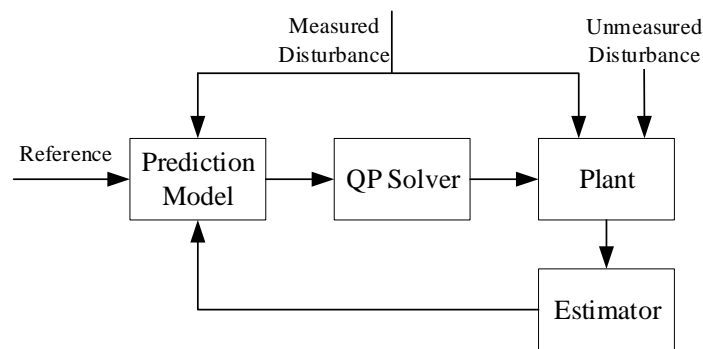 Measured
Disturbance
Unmeasured
Disturbance
Reference
Prediction
Model
QP Solver
Plant
Estimator